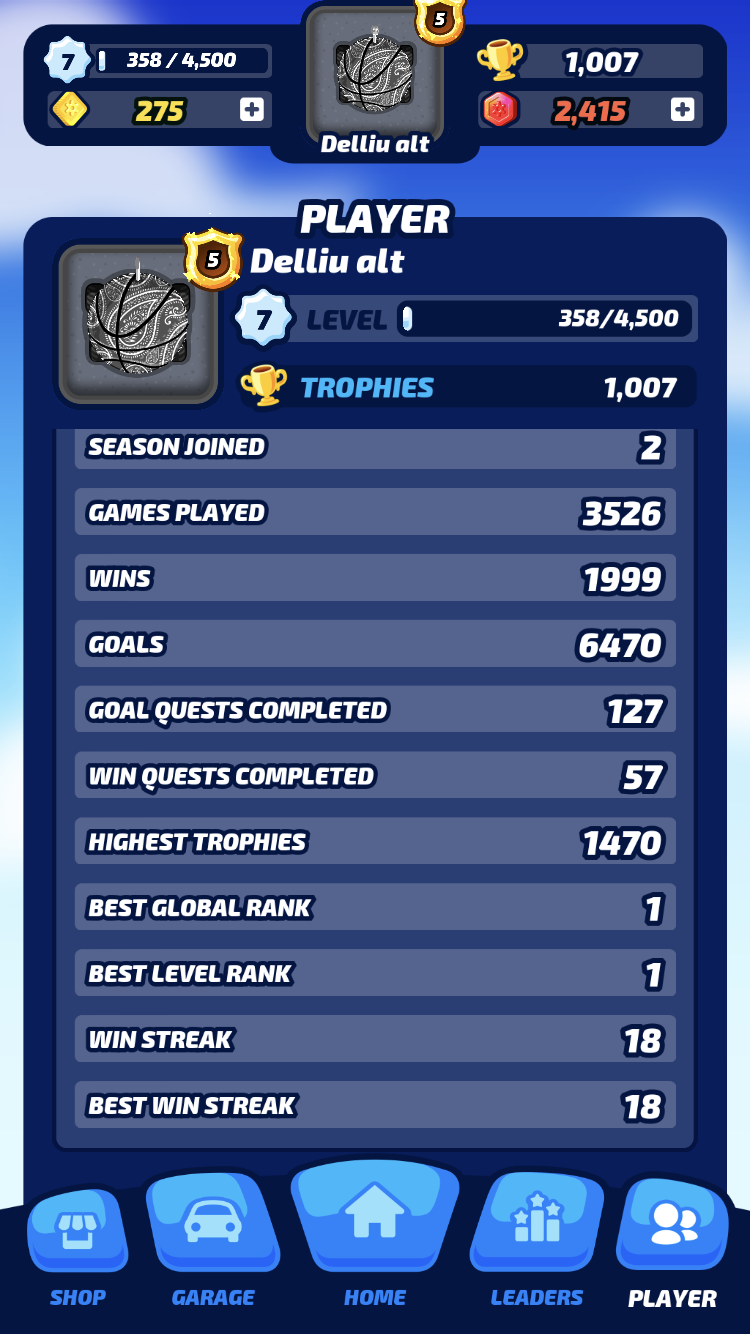 5
7 358 / 4,500 1,007
275 2,415
Delliu alt
PLAYER
5 Delliu alt
7 LEVEL 358/4,500
TROPHIES 1,007
SEASON JOINED 2
GAMES PLAYED 3526
WINS 1999
GOALS 6470
GOAL QUESTS COMPLETED 127
WIN QUESTS COMPLETED 57
HIGHEST TROPHIES 1470
BEST GLOBAL RANK 1
BEST LEVEL RANK 1
WIN STREAK 18
BEST WIN STREAK 18
SHOP GARAGE HOME LEADERS PLAYER